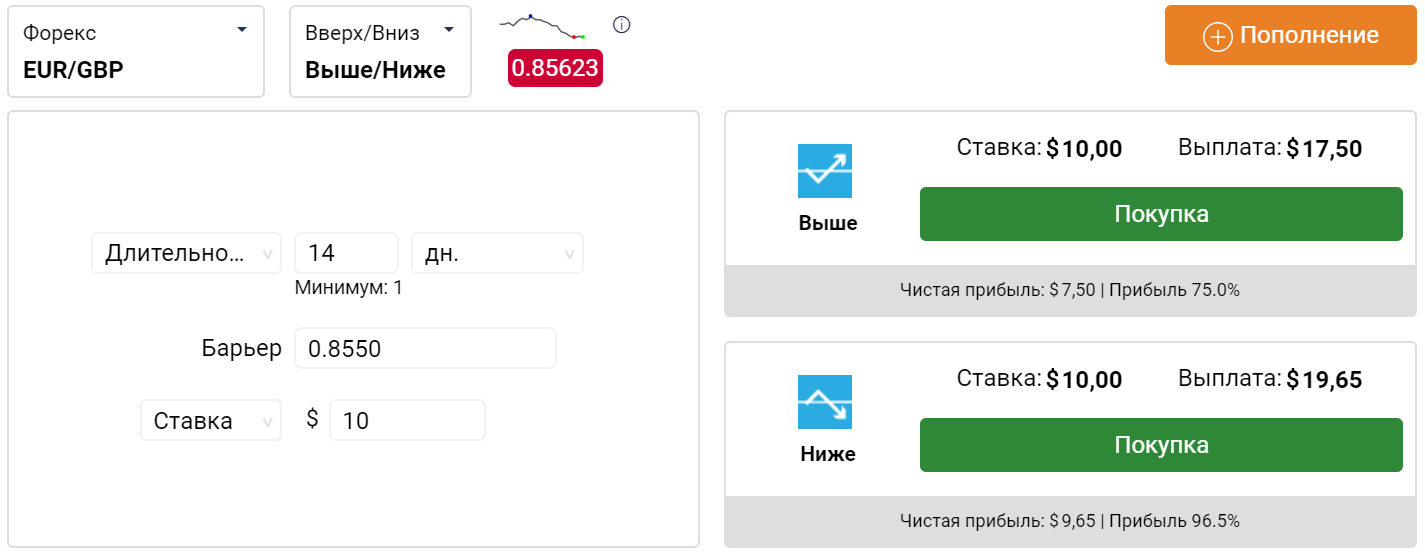 Форекс
EUR/GBP
Вверх/Вниз
Выше/Ниже
0.85623
Пополнение
Длительно...
14
дн.
Минимум: 1
Барьер
0.8550
Ставка
$
10
Ставка: $10,00
Выплата: $17,50
Выше
Покупка
Чистая прибыль: $7,50 | Прибыль 75.0%
Ставка: $10,00
Выплата: $19,65
Ниже
Покупка
Чистая прибыль: $9,65 | Прибыль 96.5%